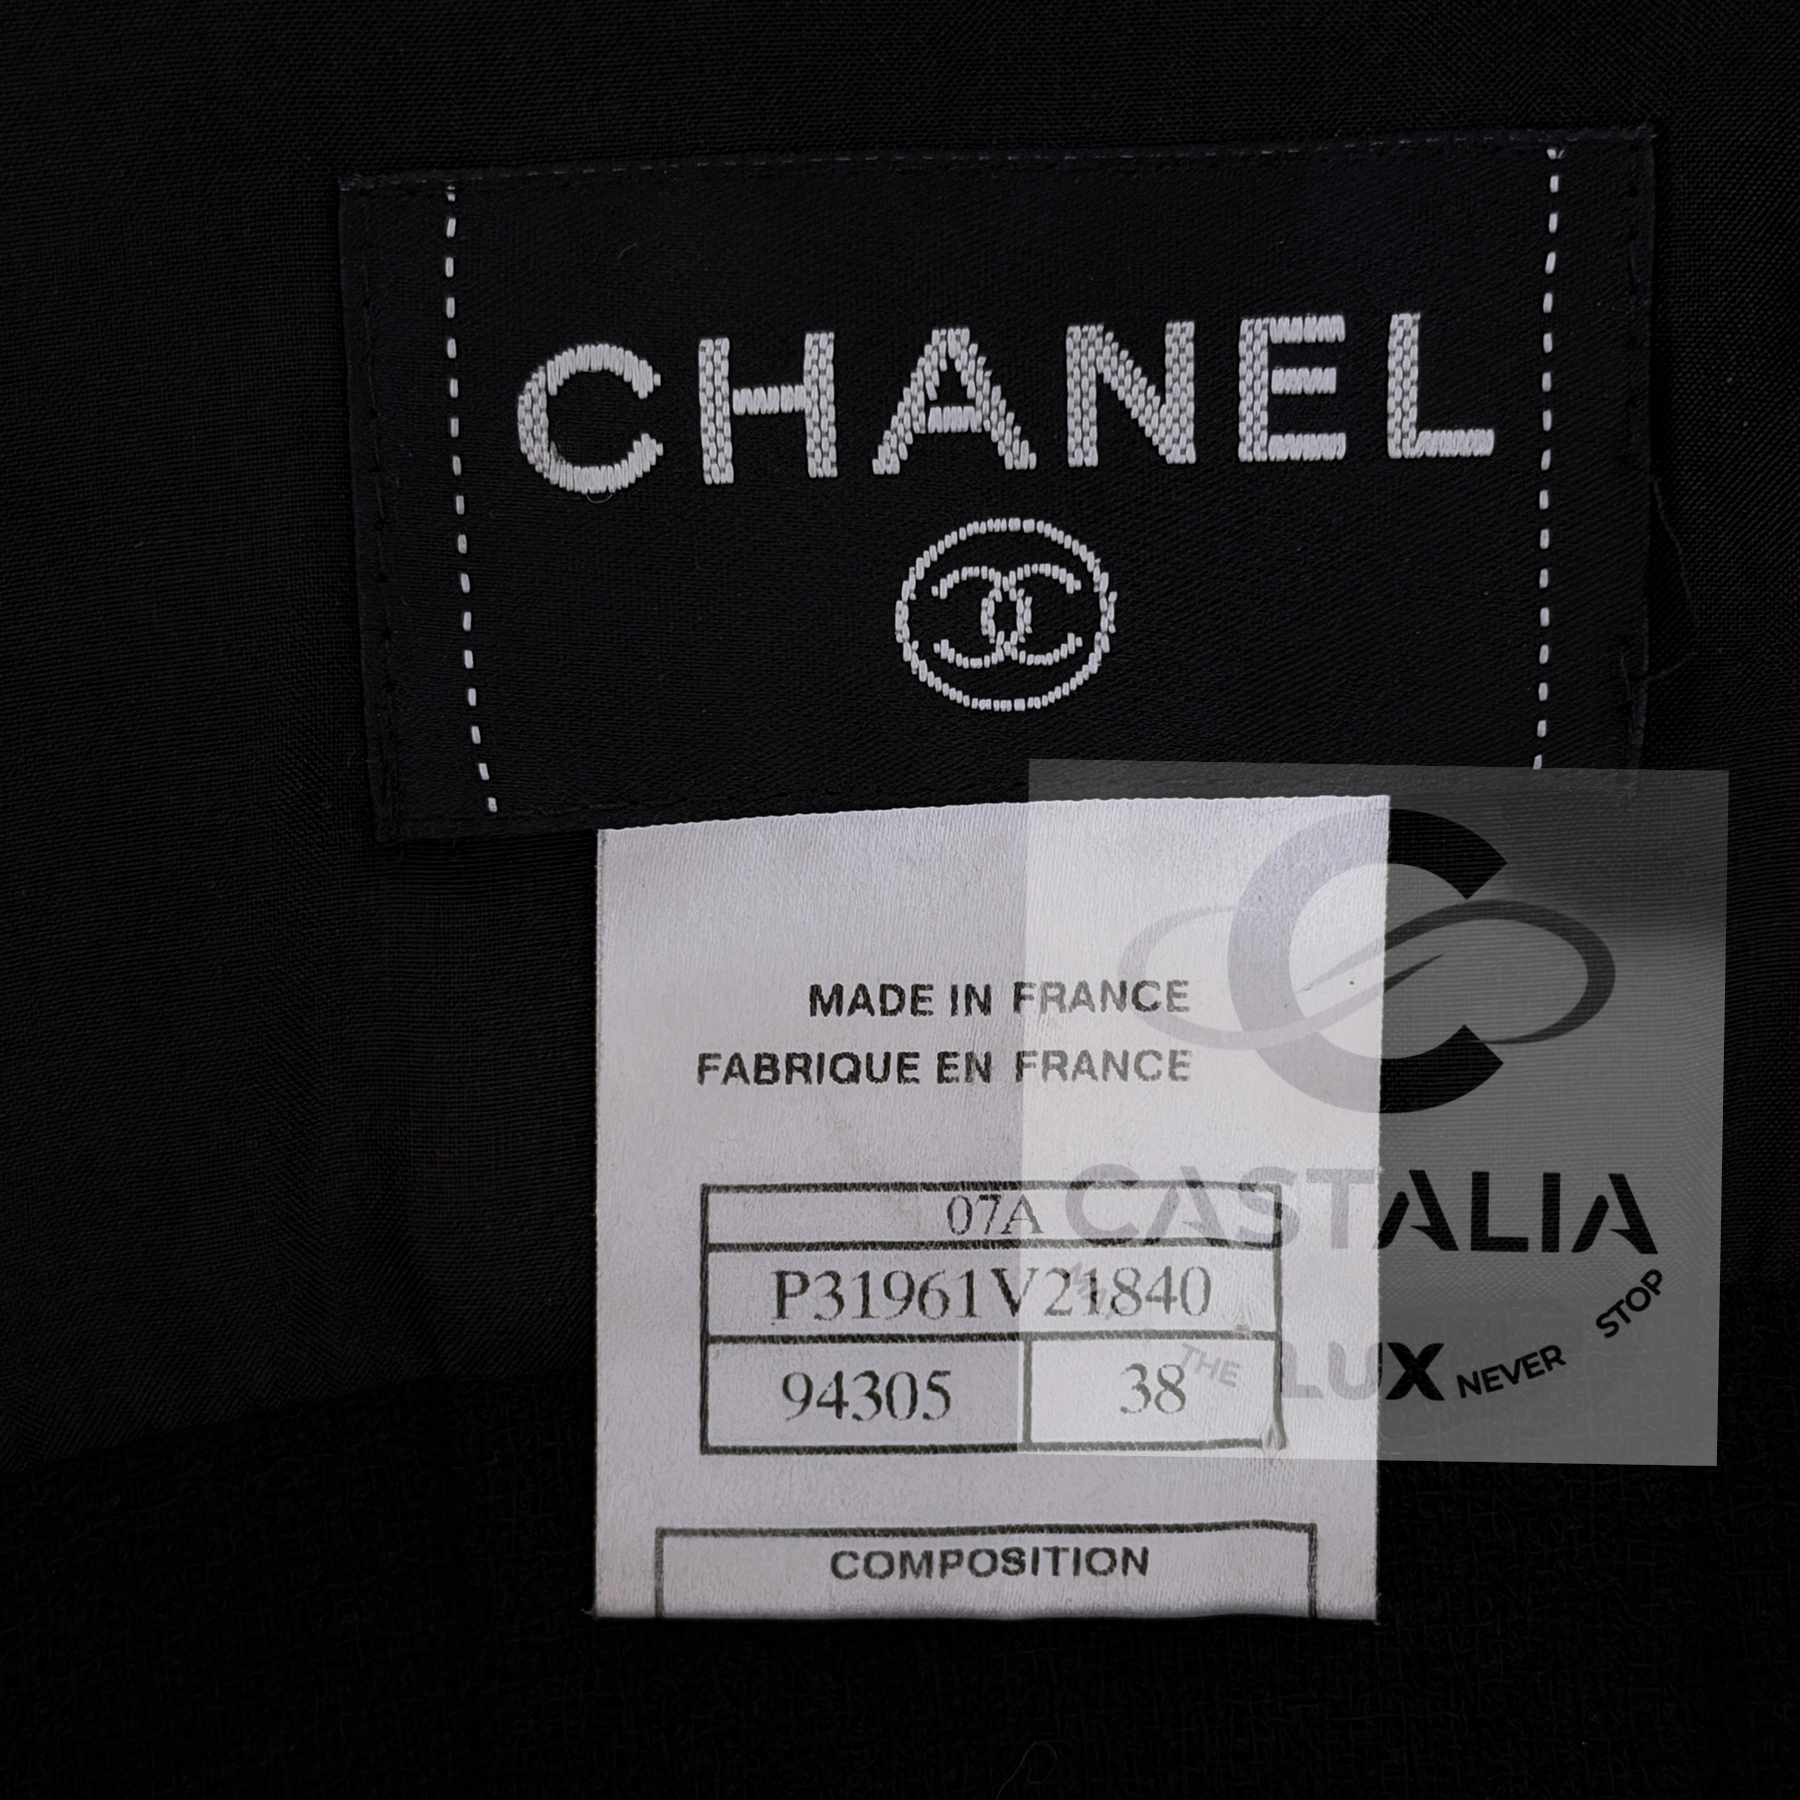 CHANEL
MADE IN FRANCE
FABRIQUE EN FRANCE
07A
P31961V21840
94305 38
COMPOSITION
CASTALIA
THE LUX NEVER STOP